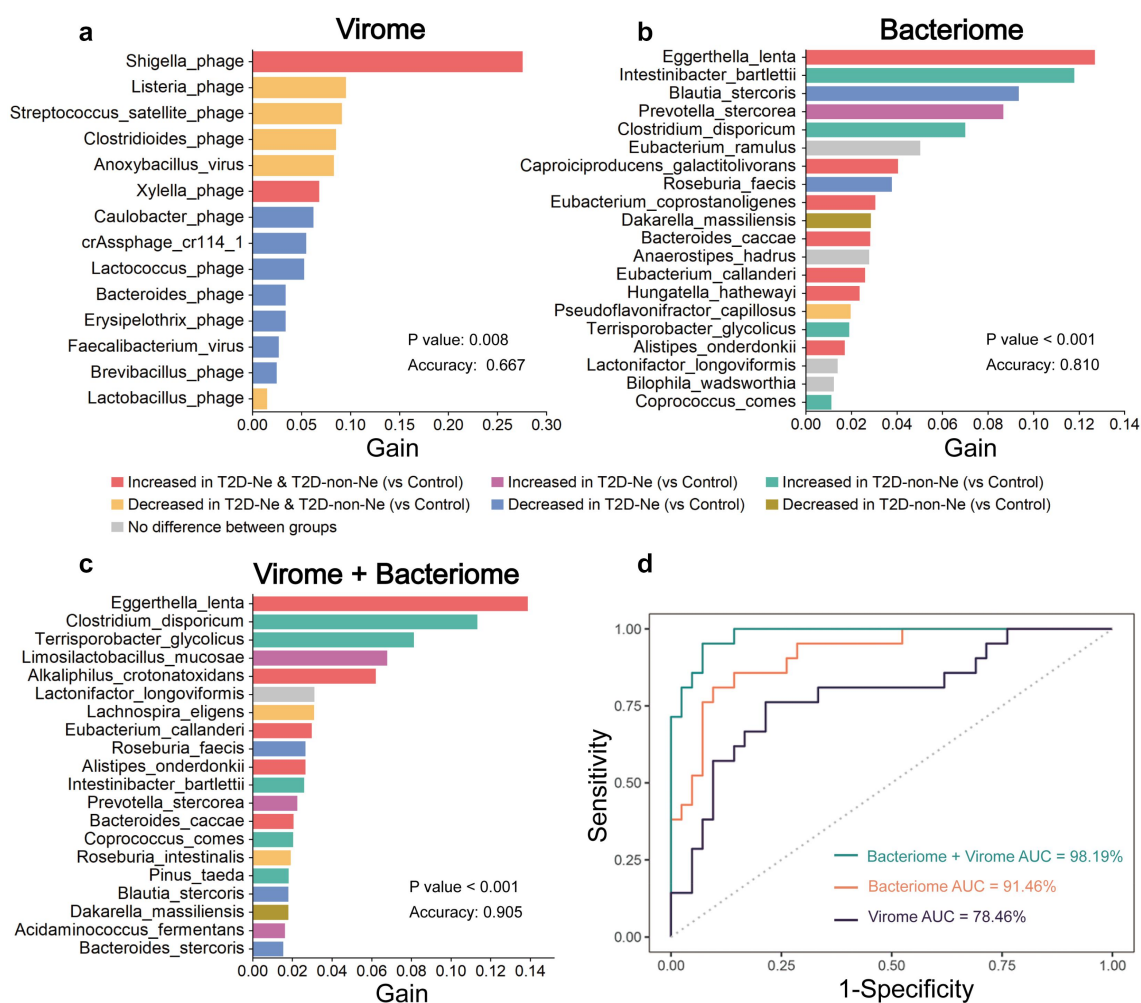 a
Virome
Shigella_phage
Listeria_phage
Streptococcus_satellite_phage
Clostridioides_phage
Anoxybacillus_virus
Xylella_phage
Caulobacter_phage
crAssphage_cr114_1
Lactococcus_phage
Bacteroides_phage
Erysipelothrix_phage
Faecalibacterium_virus
Brevibacillus_phage
Lactobacillus_phage
P value: 0.008
Accuracy: 0.667
0.00 0.05 0.10 0.15 0.20 0.25 0.30
Gain
b
Bacteriome
Eggerthella_lenta
Intestinibacter_bartlettii
Blautia_stercoris
Prevotella_stercorea
Clostridium_disporicum
Eubacterium_ramulus
Caproiciproducens_galactitolivorans
Roseburia_faecis
Eubacterium_coprostanoligenes
Dakarella_massiliensis
Bacteroides_caccae
Anaerostipes_hadrus
Eubacterium_callanderi
Hungatella_hathewayi
Pseudoflavonifractor_capillosus
Terrisporobacter_glycolicus
Alistipes_onderdonkii
Lactonifactor_longoviformis
Bilophila_wadsworthia
Coprococcus_comes
P value < 0.001
Accuracy: 0.810
0.00 0.02 0.04 0.06 0.08 0.10 0.12 0.14
Gain
Increased in T2D-Ne & T2D-non-Ne (vs Control)
Increased in T2D-Ne (vs Control)
Increased in T2D-non-Ne (vs Control)
Decreased in T2D-Ne & T2D-non-Ne (vs Control)
Decreased in T2D-Ne (vs Control)
Decreased in T2D-non-Ne (vs Control)
No difference between groups
c
Virome + Bacteriome
Eggerthella_lenta
Clostridium_disporicum
Terrisporobacter_glycolicus
Limosilactobacillus_mucosae
Alkaliphilus_crotonatoxidans
Lactonifactor_longoviformis
Lachnospira_eligens
Eubacterium_callanderi
Roseburia_faecis
Alistipes_onderdonkii
Intestinibacter_bartlettii
Prevotella_stercorea
Bacteroides_caccae
Coprococcus_comes
Roseburia_intestinalis
Pinus_taeda
Blautia_stercoris
Dakarella_massiliensis
Acidaminococcus_fermentans
Bacteroides_stercoris
P value < 0.001
Accuracy: 0.905
0.00 0.02 0.04 0.06 0.08 0.10 0.12 0.14
Gain
d
Sensitivity
1.00
0.75
0.50
0.25
0.00
Bacteriome + Virome AUC = 98.19%
Bacteriome AUC = 91.46%
Virome AUC = 78.46%
0.00 0.25 0.50 0.75 1.00
1-Specificity